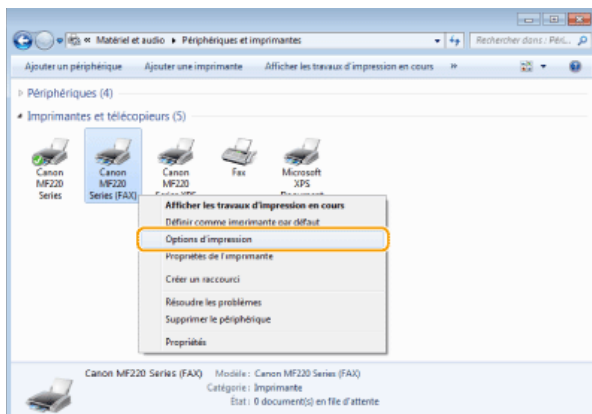 « Matériel et audio ▸ Périphériques et imprimantes
Rechercher dans : Péri...
Ajouter un périphérique Ajouter une imprimante Afficher les travaux d'impression en cours »
Périphériques (4)
Imprimantes et télécopieurs (5)
Canon MF220 Series
Canon MF220 Series (FAX)
Canon MF220 Series XPS
Fax
Microsoft XPS Document
Afficher les travaux d'impression en cours
Définir comme imprimante par défaut
Options d'impression
Propriétés de l'imprimante
Créer un raccourci
Résoudre les problèmes
Supprimer le périphérique
Propriétés
Canon MF220 Series (FAX) Modèle : Canon MF220 Series (FAX)
Catégorie : Imprimante
État : 0 document(s) en file d'attente